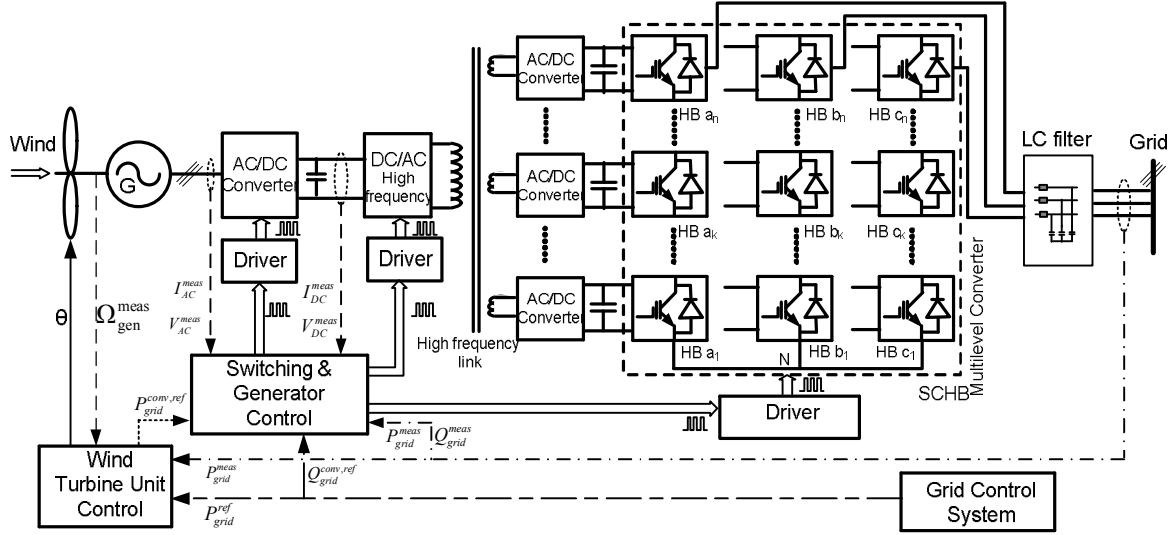 Wind
G
AC/DC
Converter
DC/AC
High
frequency
Driver
Driver
θ
Ω_gen^meas
I_AC^meas
V_AC^meas
I_DC^meas
V_DC^meas
High frequency
link
AC/DC
Converter
AC/DC
Converter
AC/DC
Converter
HB a_n
HB b_n
HB c_n
HB a_k
HB b_k
HB c_k
HB a_1
N
HB b_1
HB c_1
SCHB
Multilevel Converter
LC filter
Grid
Switching &
Generator
Control
Driver
P_grid^conv,ref
P_grid^meas
Q_grid^meas
Wind
Turbine Unit
Control
P_grid^meas
Q_grid^conv,ref
P_grid^ref
Grid Control
System